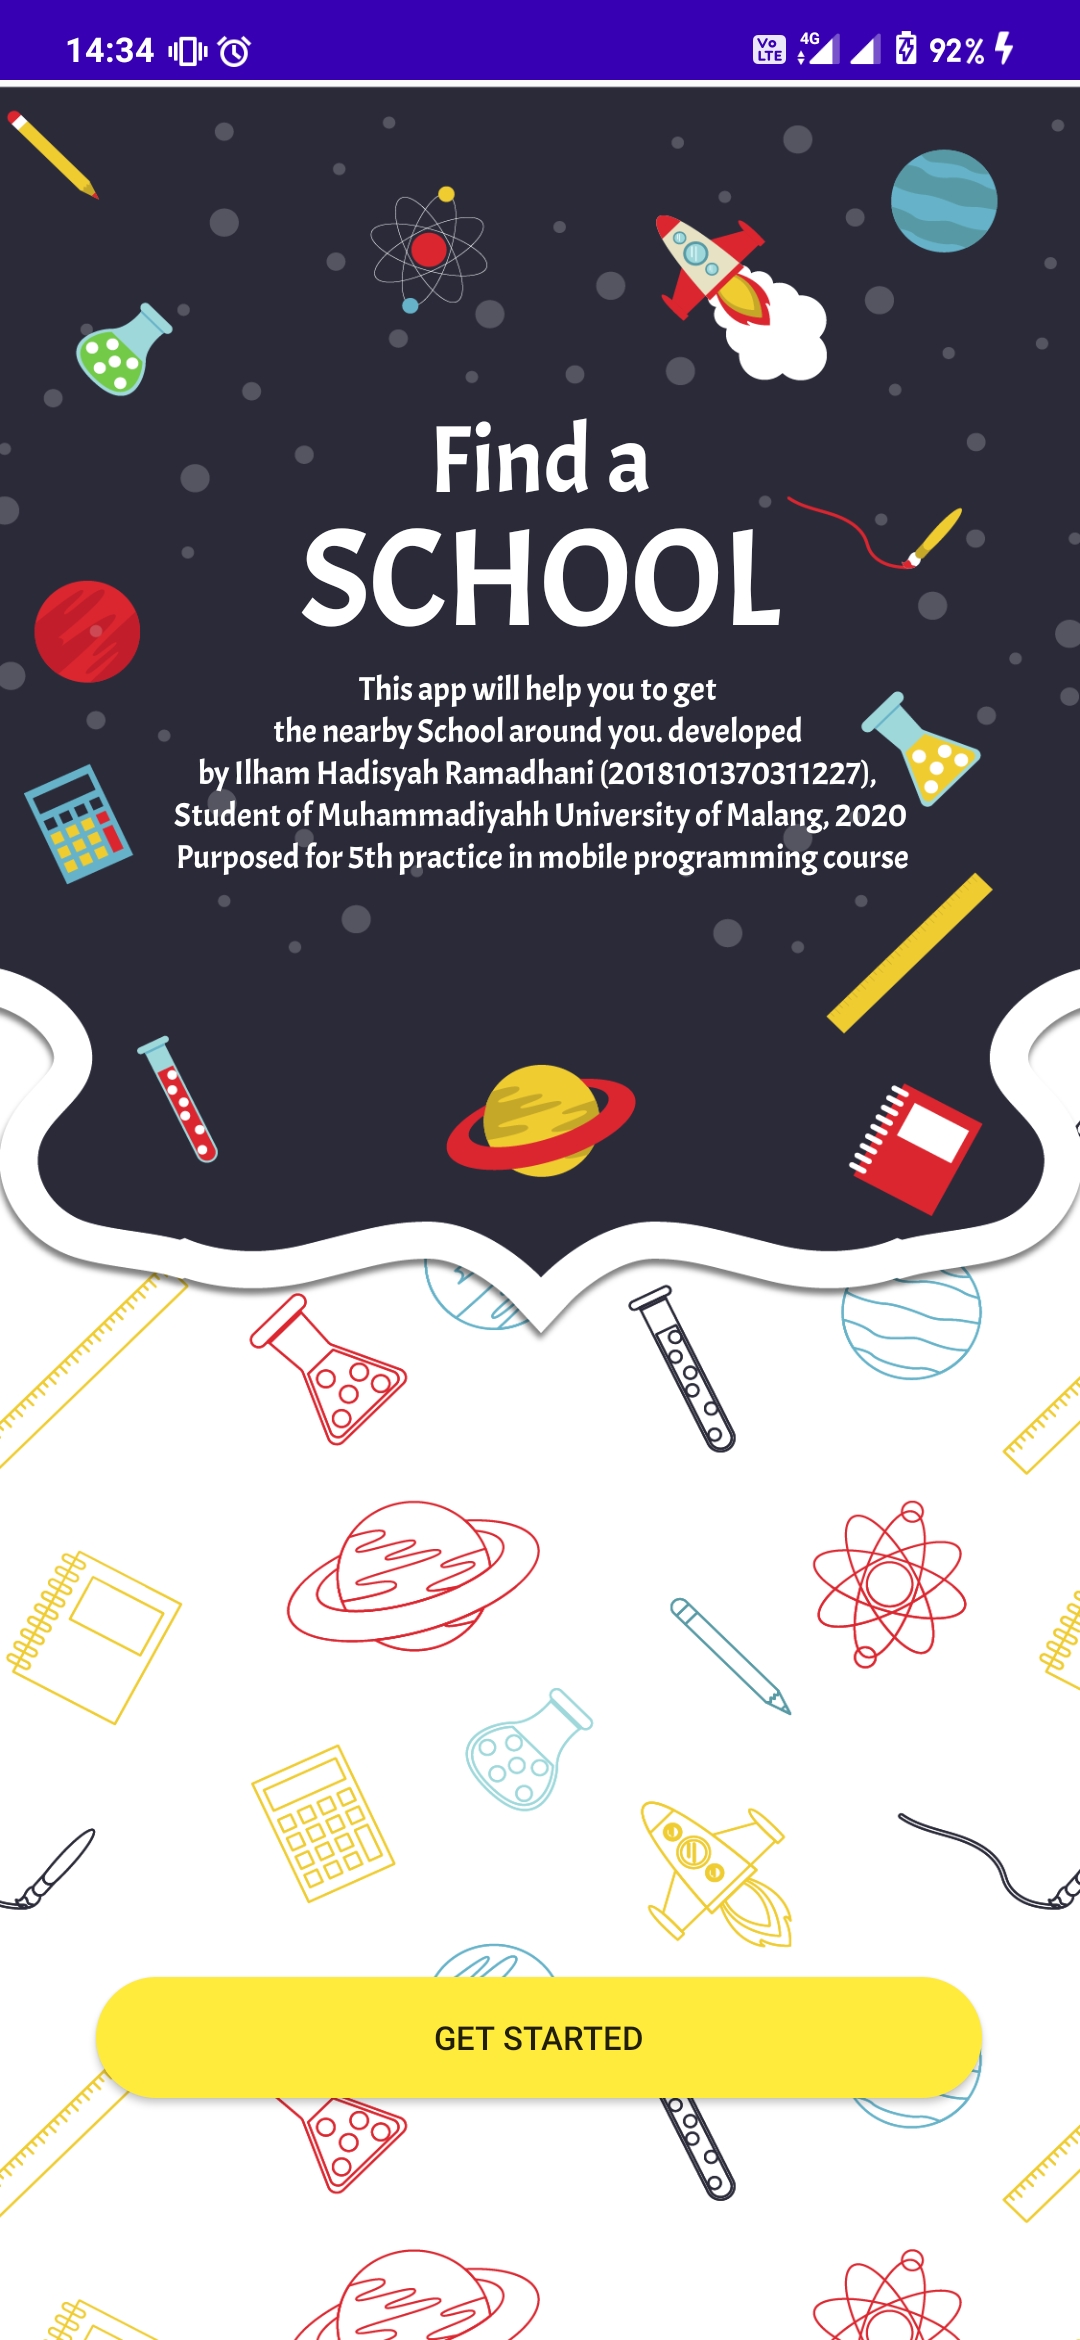 14:34 Vo LTE 4G 92%
Find a
SCHOOL
This app will help you to get
the nearby School around you. developed
by Ilham Hadisyah Ramadhani (2018101370311227),
Student of Muhammadiyahh University of Malang, 2020
Purposed for 5th practice in mobile programming course
GET STARTED